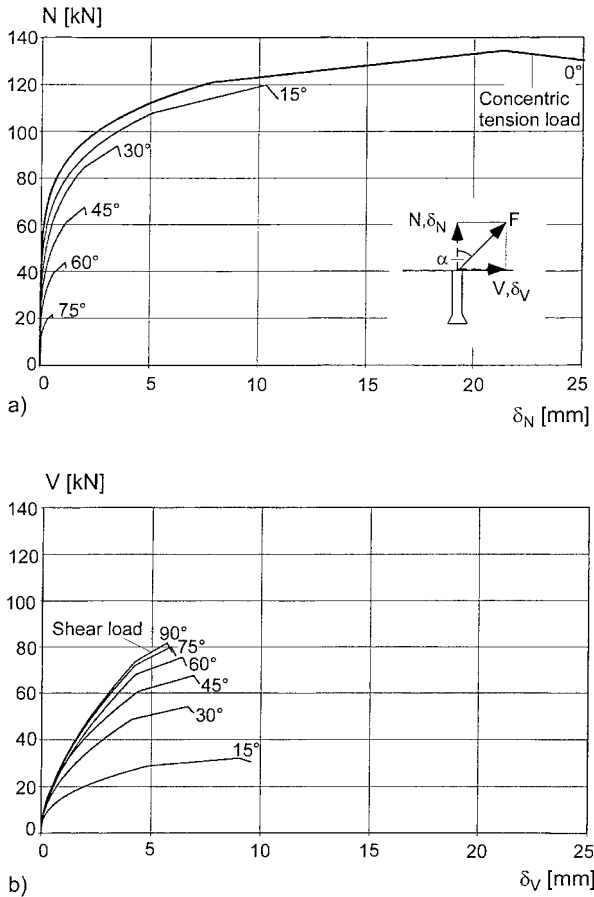 N [kN]
140
120
100
80
60
40
20
0
0°
15°
30°
45°
60°
75°
Concentric
tension load
N,δN
F
α
V,δV
0 5 10 15 20 25
a)
δN [mm]
V [kN]
140
120
100
80
60
40
20
0
Shear load
90°
75°
60°
45°
30°
15°
0 5 10 15 20 25
b)
δV [mm]